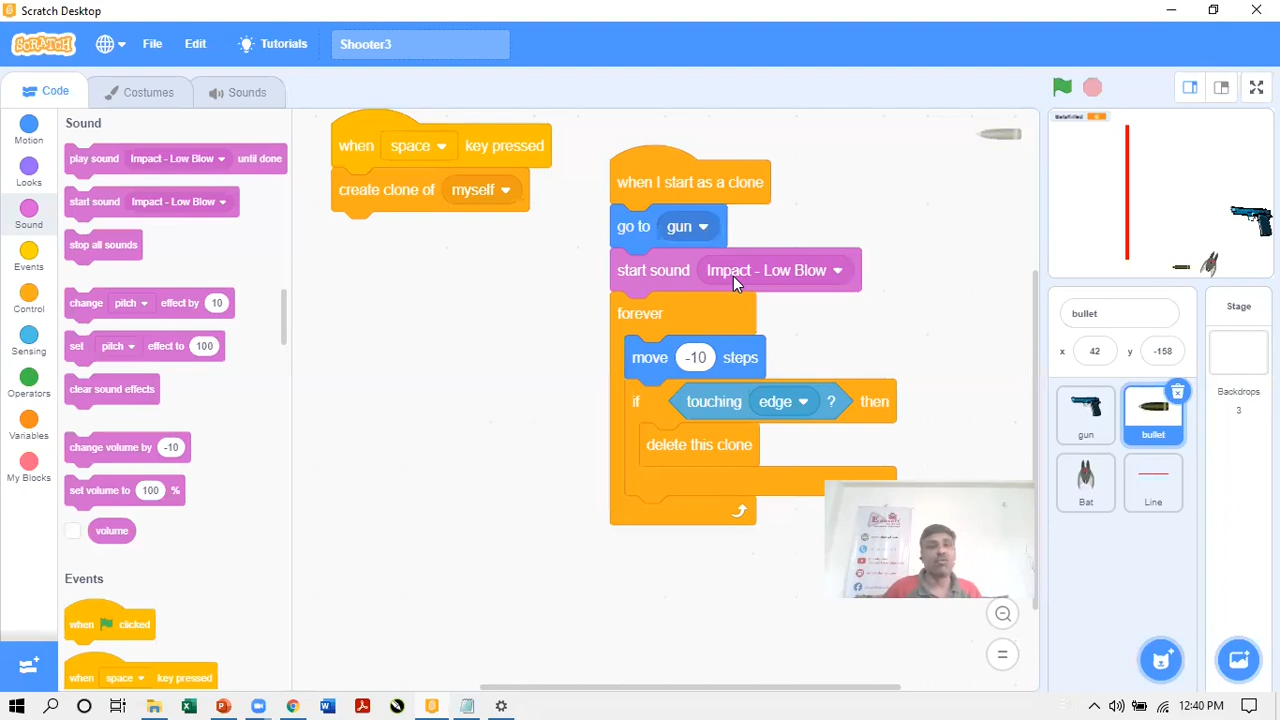 Scratch Desktop
SCRATCH
File
Edit
Tutorials
Shooter3
Code
Costumes
Sounds
Motion
Looks
Sound
Events
Control
Sensing
Operators
Variables
My Blocks
Sound
play sound Impact - Low Blow until done
start sound Impact - Low Blow
stop all sounds
change pitch effect by 10
set pitch effect to 100
clear sound effects
change volume by -10
set volume to 100 %
volume
Events
when clicked
when space key pressed
when space key pressed
create clone of myself
when I start as a clone
go to gun
start sound Impact - Low Blow
forever
move -10 steps
if touching edge ? then
delete this clone
bullet
x 42 y -158
gun
bullet
Bat
Line
Stage
Backdrops
3
12:40 PM